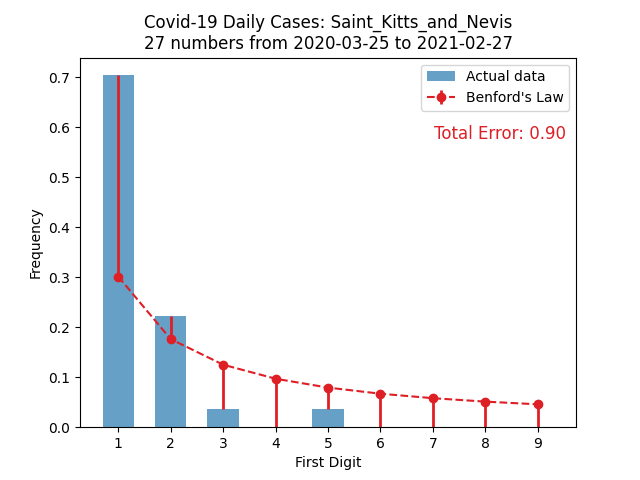 Covid-19 Daily Cases: Saint_Kitts_and_Nevis
27 numbers from 2020-03-25 to 2021-02-27
Actual data
Benford's Law
Total Error: 0.90
Frequency
0.7
0.6
0.5
0.4
0.3
0.2
0.1
0.0
1 2 3 4 5 6 7 8 9
First Digit